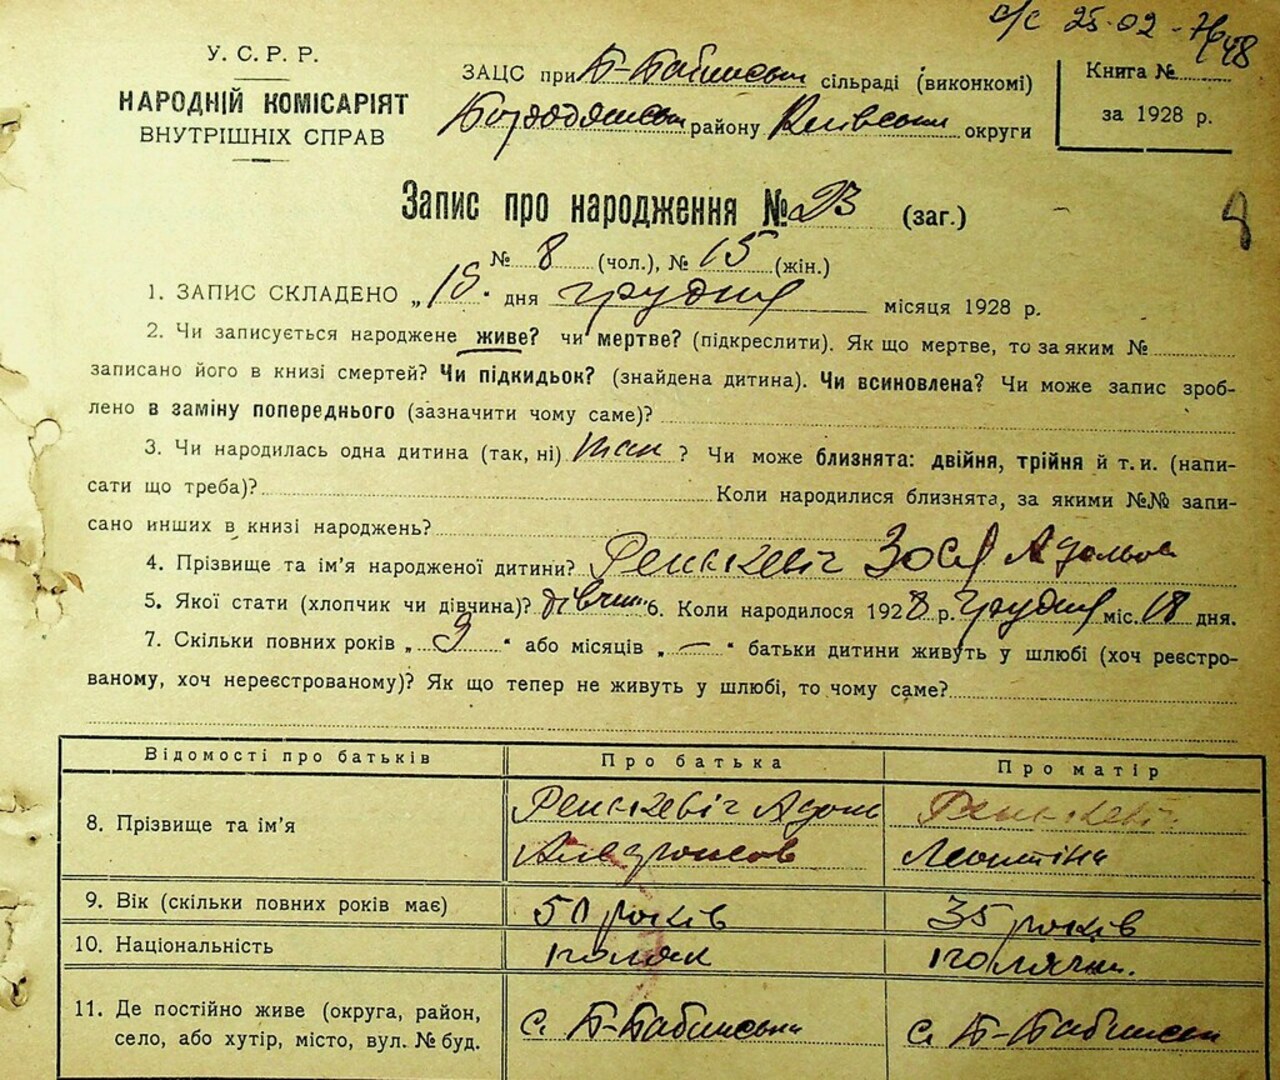 о/с 25-02-76/48
У. С. Р. Р.
НАРОДНІЙ КОМІСАРІЯТ
ВНУТРІШНІХ СПРАВ
ЗАЦС при сільраді (виконкомі)
району Київськ округи
Книга №
за 1928 р.
Запис про народження № 23 (заг.)
№ 8 (чол.), № 15 (жін.)
1. ЗАПИС СКЛАДЕНО „ " дня грудня місяця 1928 р.
2. Чи записується народжене живе? чи мертве? (підкреслити). Як що мертве, то за яким №
записано його в книзі смертей? Чи підкидьок? (знайдена дитина). Чи всиновлена? Чи може запис зроб-
лено в заміну попереднього (зазначити чому саме)?
3. Чи народилась одна дитина (так, ні) так ? Чи може близнята: двійня, трійня й т. и. (напи-
сати що треба)? Коли народилися близнята, за якими №№ запи-
сано инших в книзі народжень?
4. Прізвище та ім'я народженої дитини? Зося Адольов
5. Якої стати (хлопчик чи дівчина)? дівчин 6. Коли народилося 1928 р. грудня міс. 18 дня.
7. Скільки повних років „ 3 " або місяців „ — " батьки дитини живуть у шлюбі (хоч реєстро-
ваному, хоч нереєстрованому)? Як що тепер не живуть у шлюбі, то чому саме?
Відомості про батьків Про батька Про матір
8. Прізвище та ім'я
Леонтіна
9. Вік (скільки повних років має) 50 років 35 років
10. Національність поляк полячк.
11. Де постійно живе (округа, район,
село, або хутір, місто, вул. № буд.
с. с.